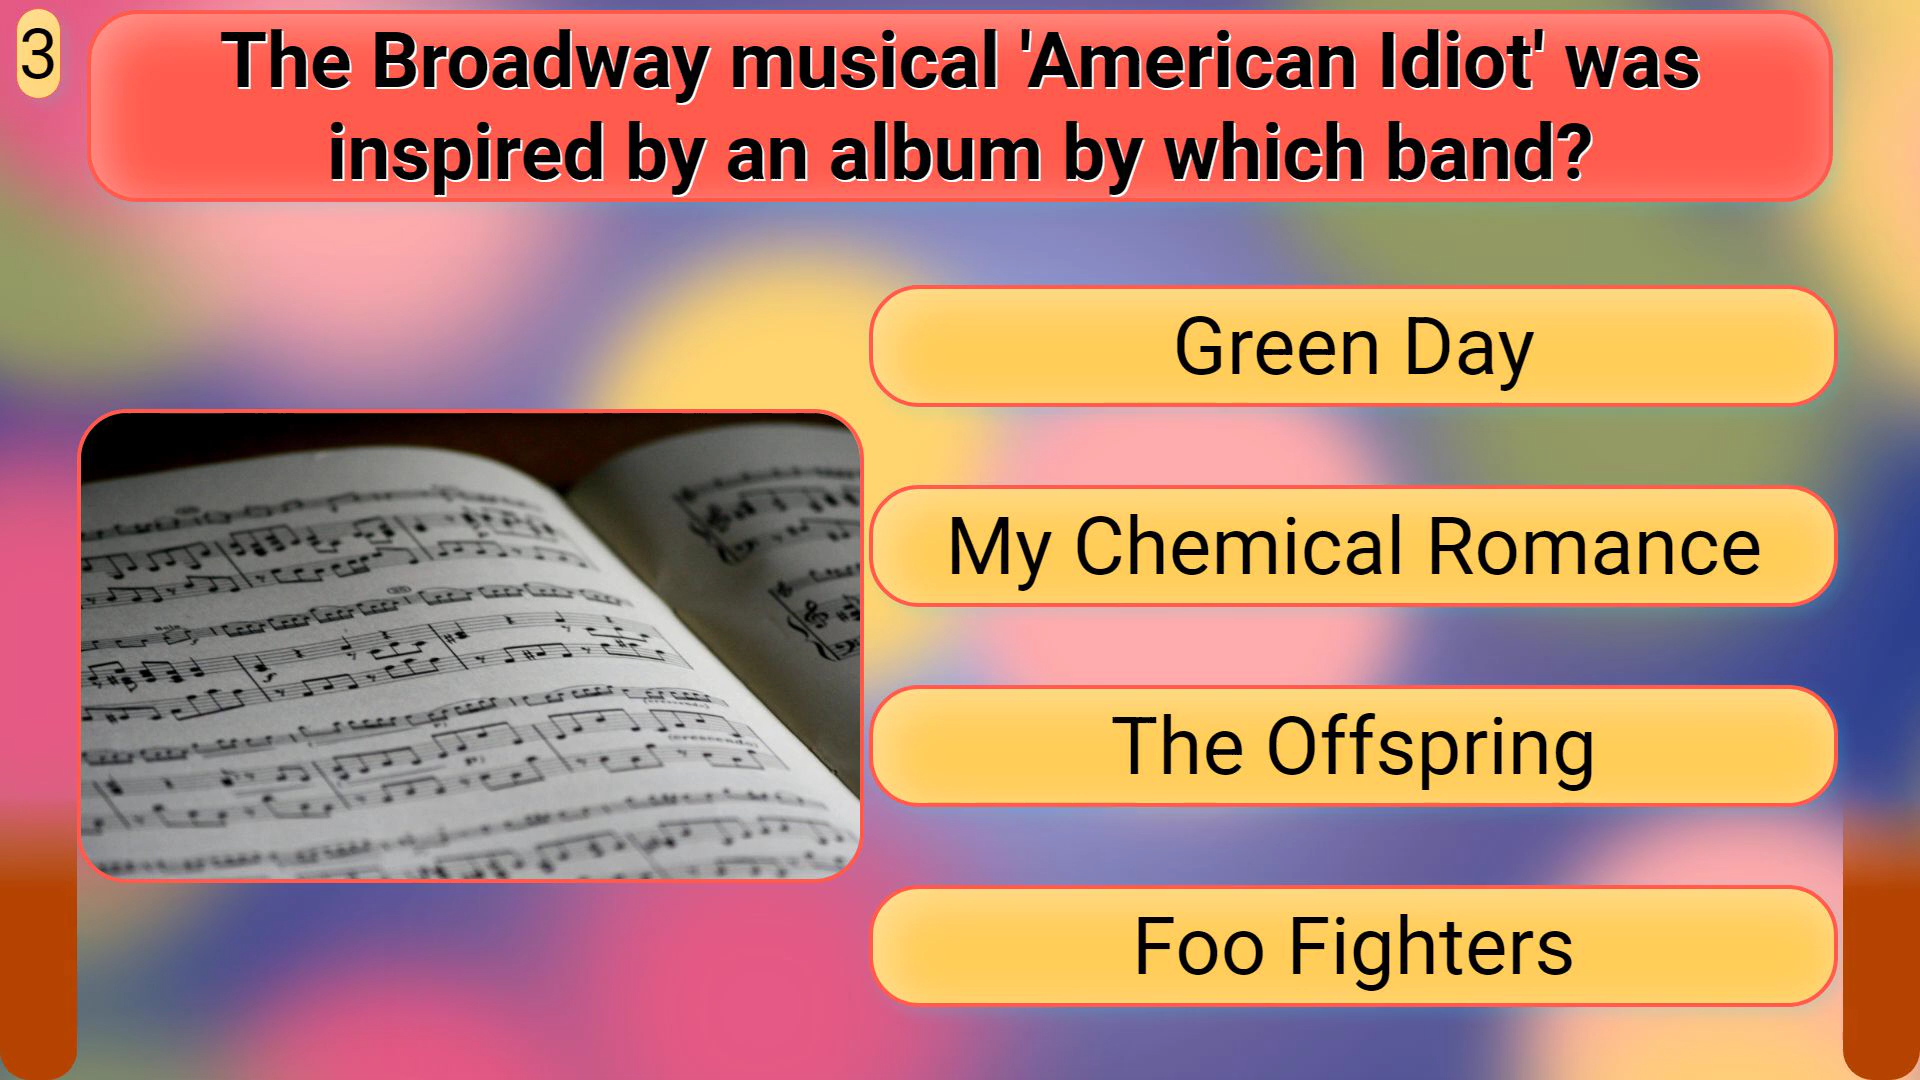 3
The Broadway musical 'American Idiot' was
inspired by an album by which band?
Green Day
My Chemical Romance
The Offspring
Foo Fighters